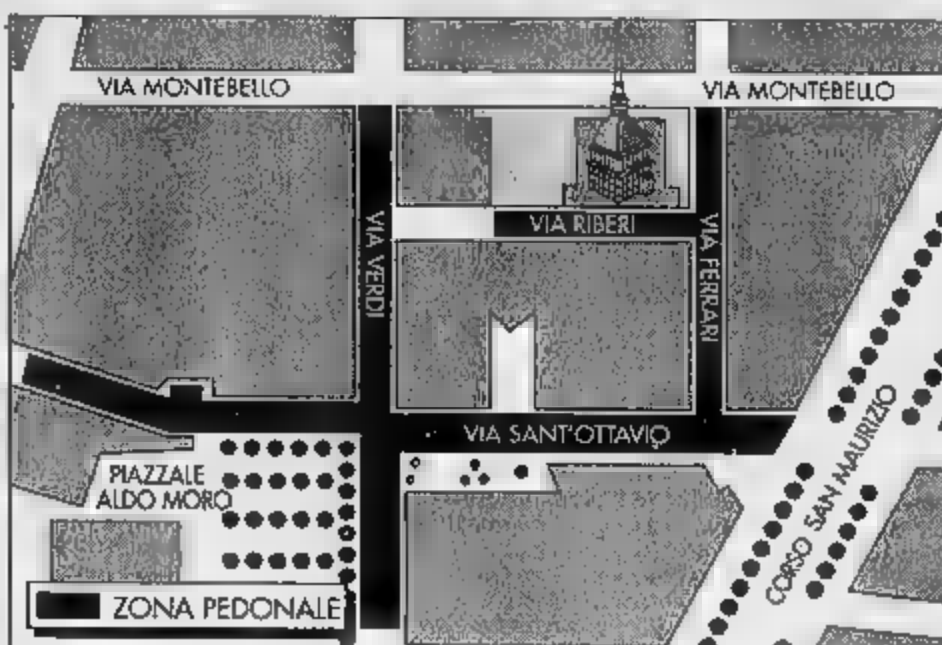 VIA MONTEBELLO
VIA MONTEBELLO
VIA RIBERI
VIA VERDI
VIA FERRARI
VIA SANT'OTTAVIO
PIAZZALE
ALDO MORO
CORSO SAN MAURIZIO
ZONA PEDONALE